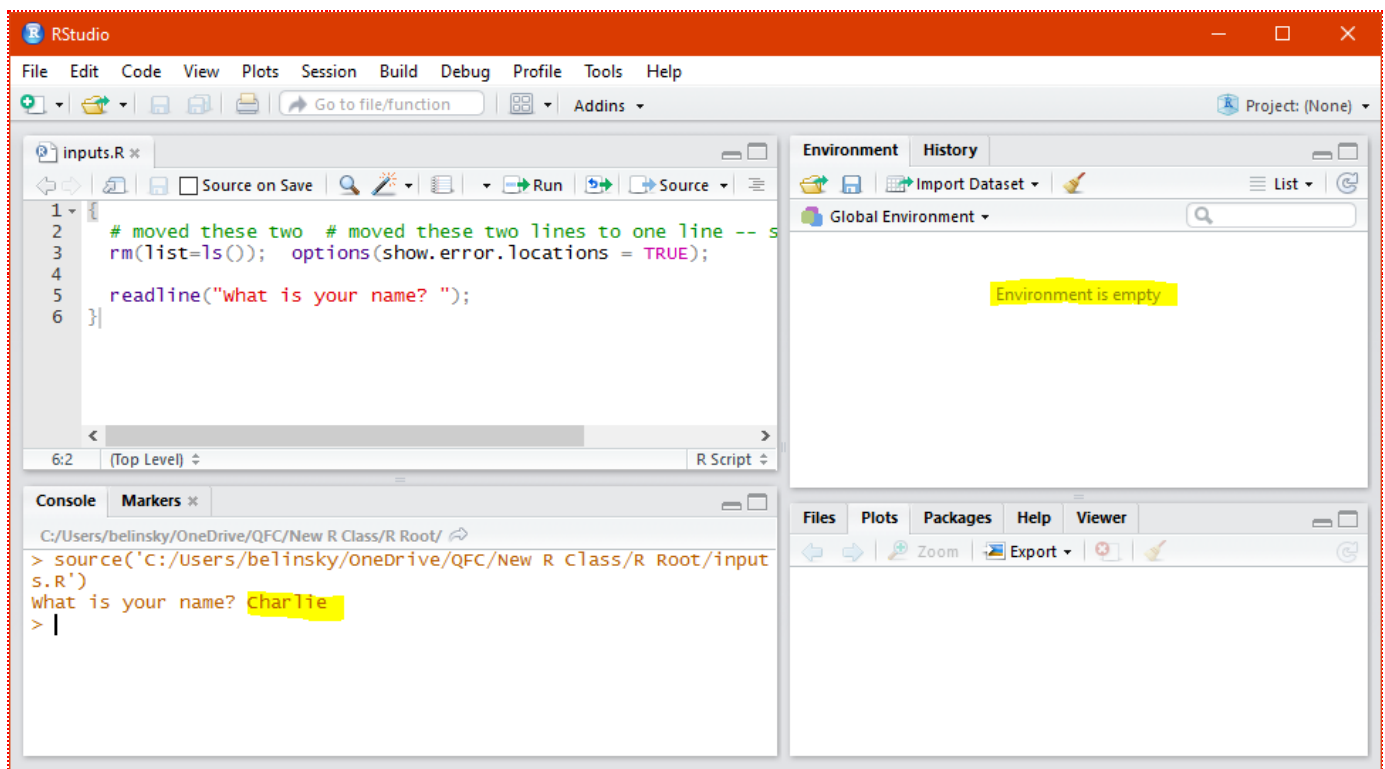 RStudio
File Edit Code View Plots Session Build Debug Profile Tools Help
Go to file/function Addins Project: (None)
inputs.R
Source on Save Run Source
1 {
2 # moved these two # moved these two lines to one line -- s
3 rm(list=ls()); options(show.error.locations = TRUE);
4
5 readline("What is your name? ");
6 }
6:2 (Top Level) R Script
Console Markers
C:/Users/belinsky/OneDrive/QFC/New R Class/R Root/
> source('C:/Users/belinsky/OneDrive/QFC/New R Class/R Root/input
s.R')
What is your name? Charlie
>
Environment History
Import Dataset List
Global Environment
Environment is empty
Files Plots Packages Help Viewer
Zoom Export